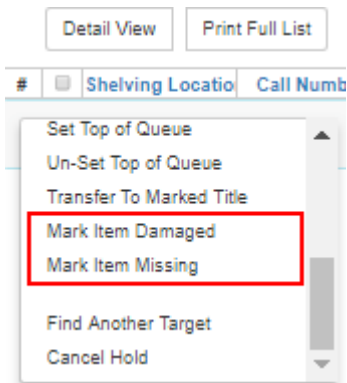 Detail View Print Full List
# Shelving Locatio Call Numb
Set Top of Queue
Un-Set Top of Queue
Transfer To Marked Title
Mark Item Damaged
Mark Item Missing
Find Another Target
Cancel Hold